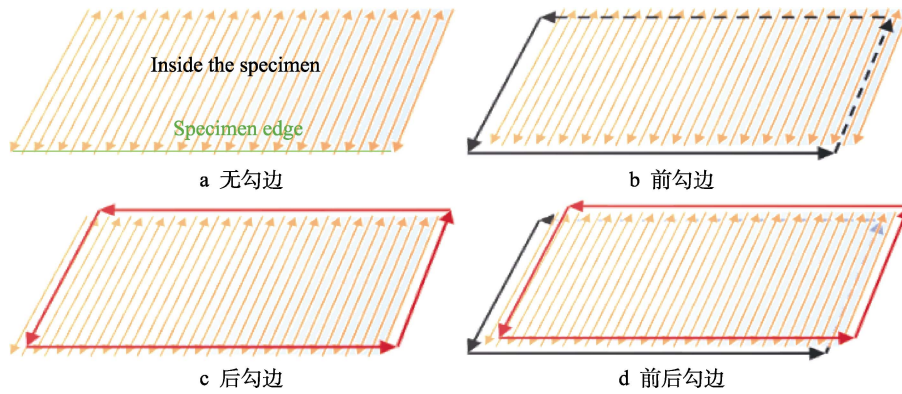 Inside the specimen
Specimen edge
a 无勾边
b 前勾边
c 后勾边
d 前后勾边